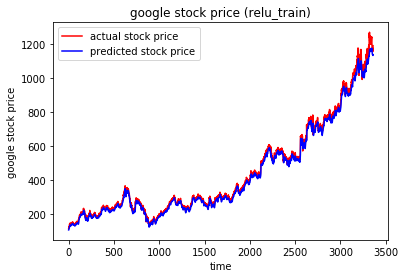 google stock price (relu_train)
actual stock price
predicted stock price
google stock price
1200
1000
800
600
400
200
0 500 1000 1500 2000 2500 3000 3500
time